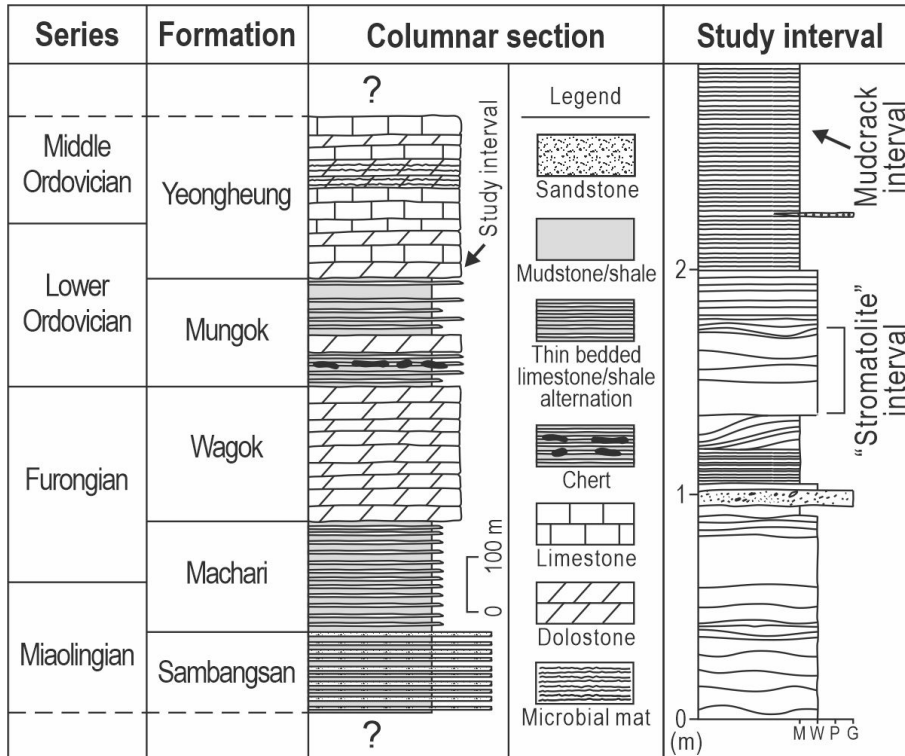 Series
Formation
Columnar section
Study interval
?
Middle
Ordovician
Lower
Ordovician
Furongian
Miaolingian
Yeongheung
Mungok
Wagok
Machari
Sambangsan
Study interval
100 m
0
?
Legend
Sandstone
Mudstone/shale
Thin bedded
limestone/shale
alternation
Chert
Limestone
Dolostone
Microbial mat
Mudcrack
interval
2
"Stromatolite"
interval
1
0
(m)
M W P G